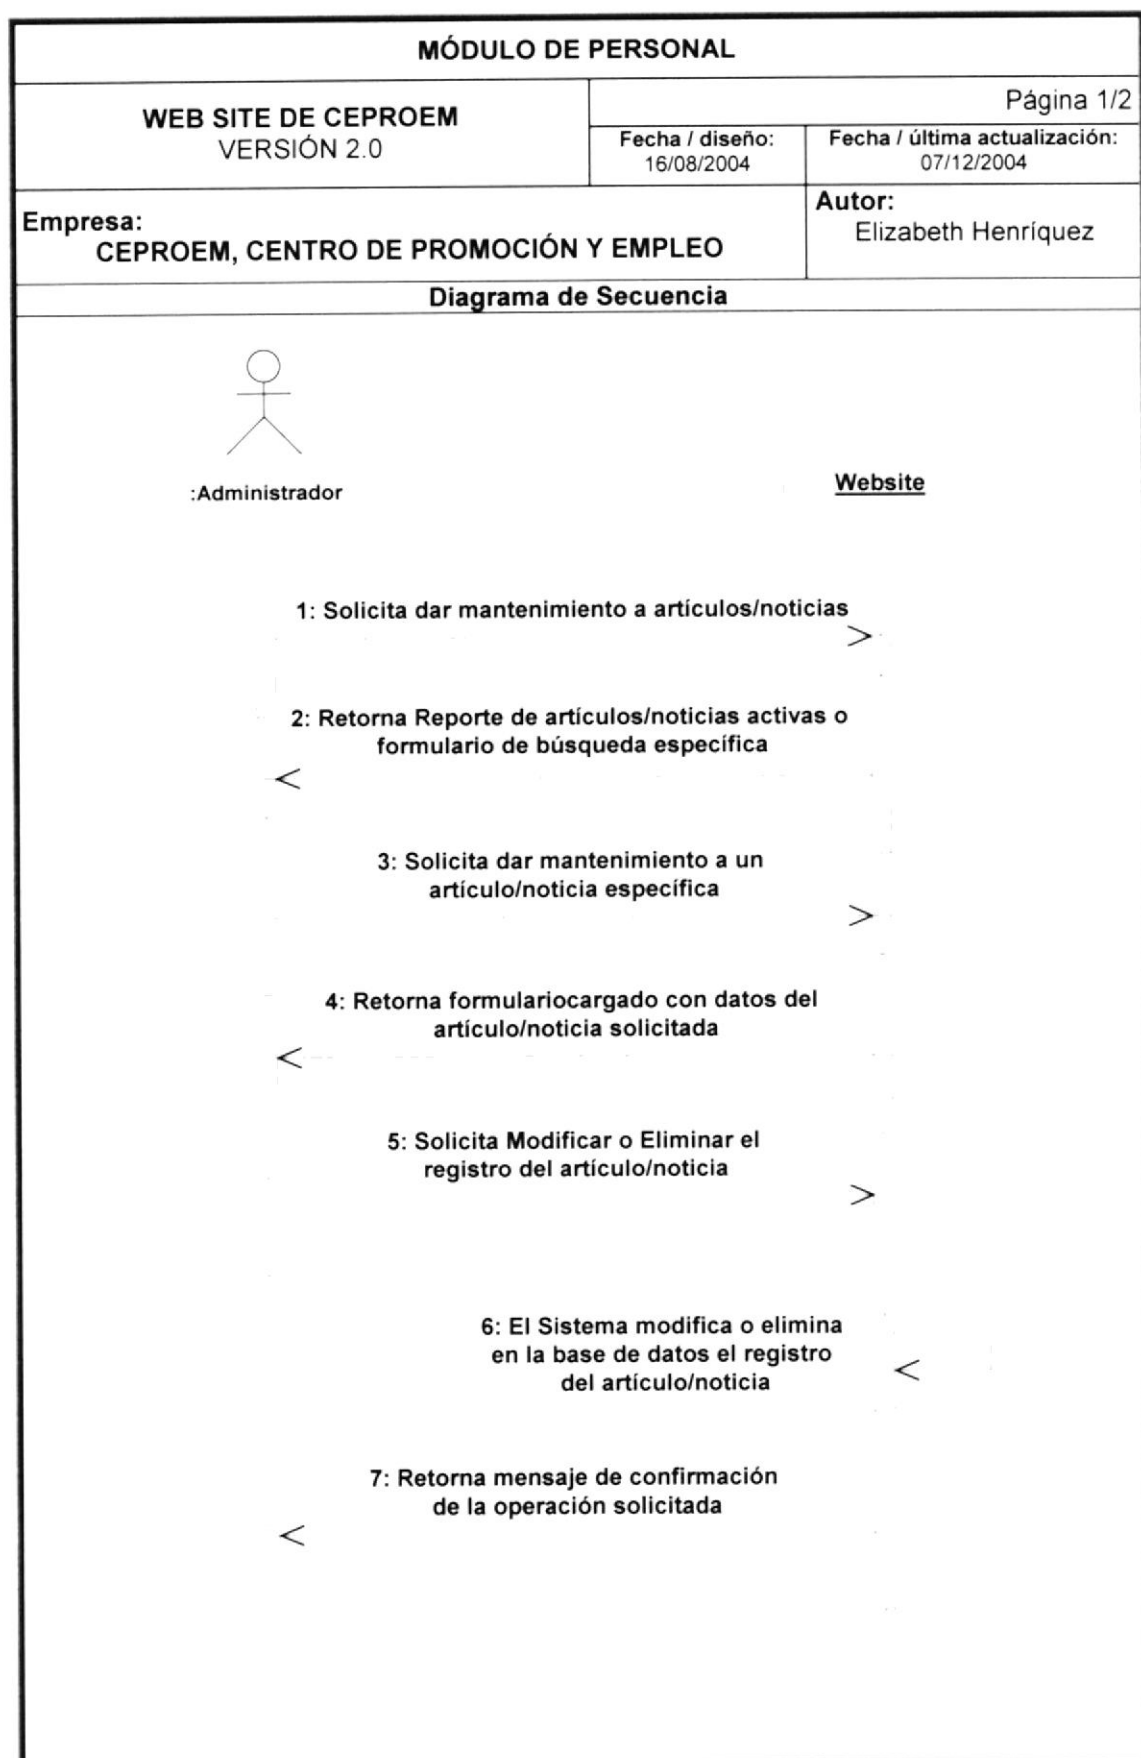 MÓDULO DE PERSONAL
WEB SITE DE CEPROEM
VERSIÓN 2.0
Página 1/2
Fecha / diseño:
16/08/2004
Fecha / última actualización:
07/12/2004
Empresa:
CEPROEM, CENTRO DE PROMOCIÓN Y EMPLEO
Autor:
Elizabeth Henríquez
Diagrama de Secuencia
:Administrador
Website
1: Solicita dar mantenimiento a artículos/noticias
2: Retorna Reporte de artículos/noticias activas o
formulario de búsqueda específica
3: Solicita dar mantenimiento a un
artículo/noticia específica
4: Retorna formulariocargado con datos del
artículo/noticia solicitada
5: Solicita Modificar o Eliminar el
registro del artículo/noticia
6: El Sistema modifica o elimina
en la base de datos el registro
del artículo/noticia
7: Retorna mensaje de confirmación
de la operación solicitada